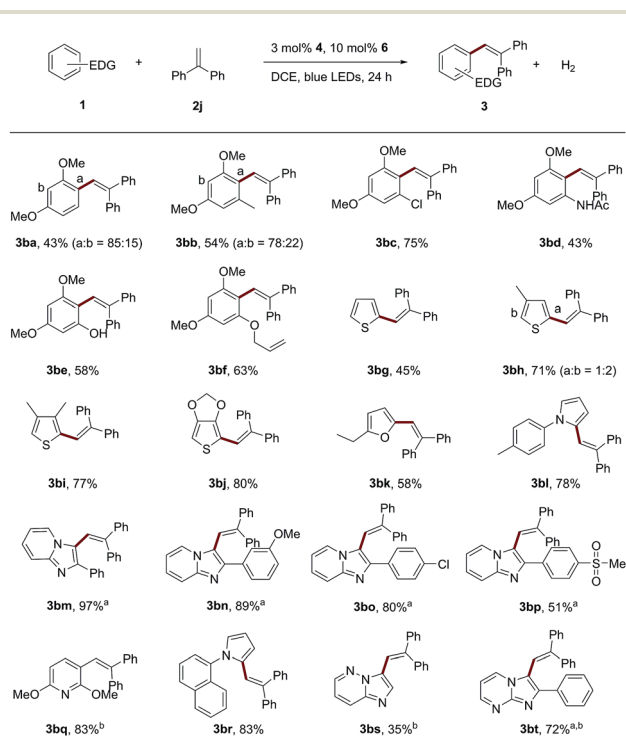 EDG + Ph Ph 3 mol% 4, 10 mol% 6 Ph Ph EDG + H2
DCE, blue LEDs, 24 h
1 2j 3
OMe a b Ph Ph MeO
OMe a b Ph Ph MeO
OMe Ph Ph MeO Cl
OMe Ph Ph MeO NHAc
3ba, 43% (a:b = 85:15) 3bb, 54% (a:b = 78:22) 3bc, 75% 3bd, 43%
OMe Ph Ph MeO OH
OMe Ph Ph MeO O
S Ph Ph
b a S Ph Ph
3be, 58% 3bf, 63% 3bg, 45% 3bh, 71% (a:b = 1:2)
S Ph Ph
O O S Ph Ph
O Ph Ph
N Ph Ph
3bi, 77% 3bj, 80% 3bk, 58% 3bl, 78%
N N Ph Ph Ph
N N Ph Ph OMe
N N Ph Ph Cl
N N Ph Ph O S O Me
3bm, 97%a 3bn, 89%a 3bo, 80%a 3bp, 51%a
MeO N OMe Ph Ph
N Ph Ph
N N N Ph Ph
N N N Ph Ph
3bq, 83%b 3br, 83% 3bs, 35%b 3bt, 72%a,b